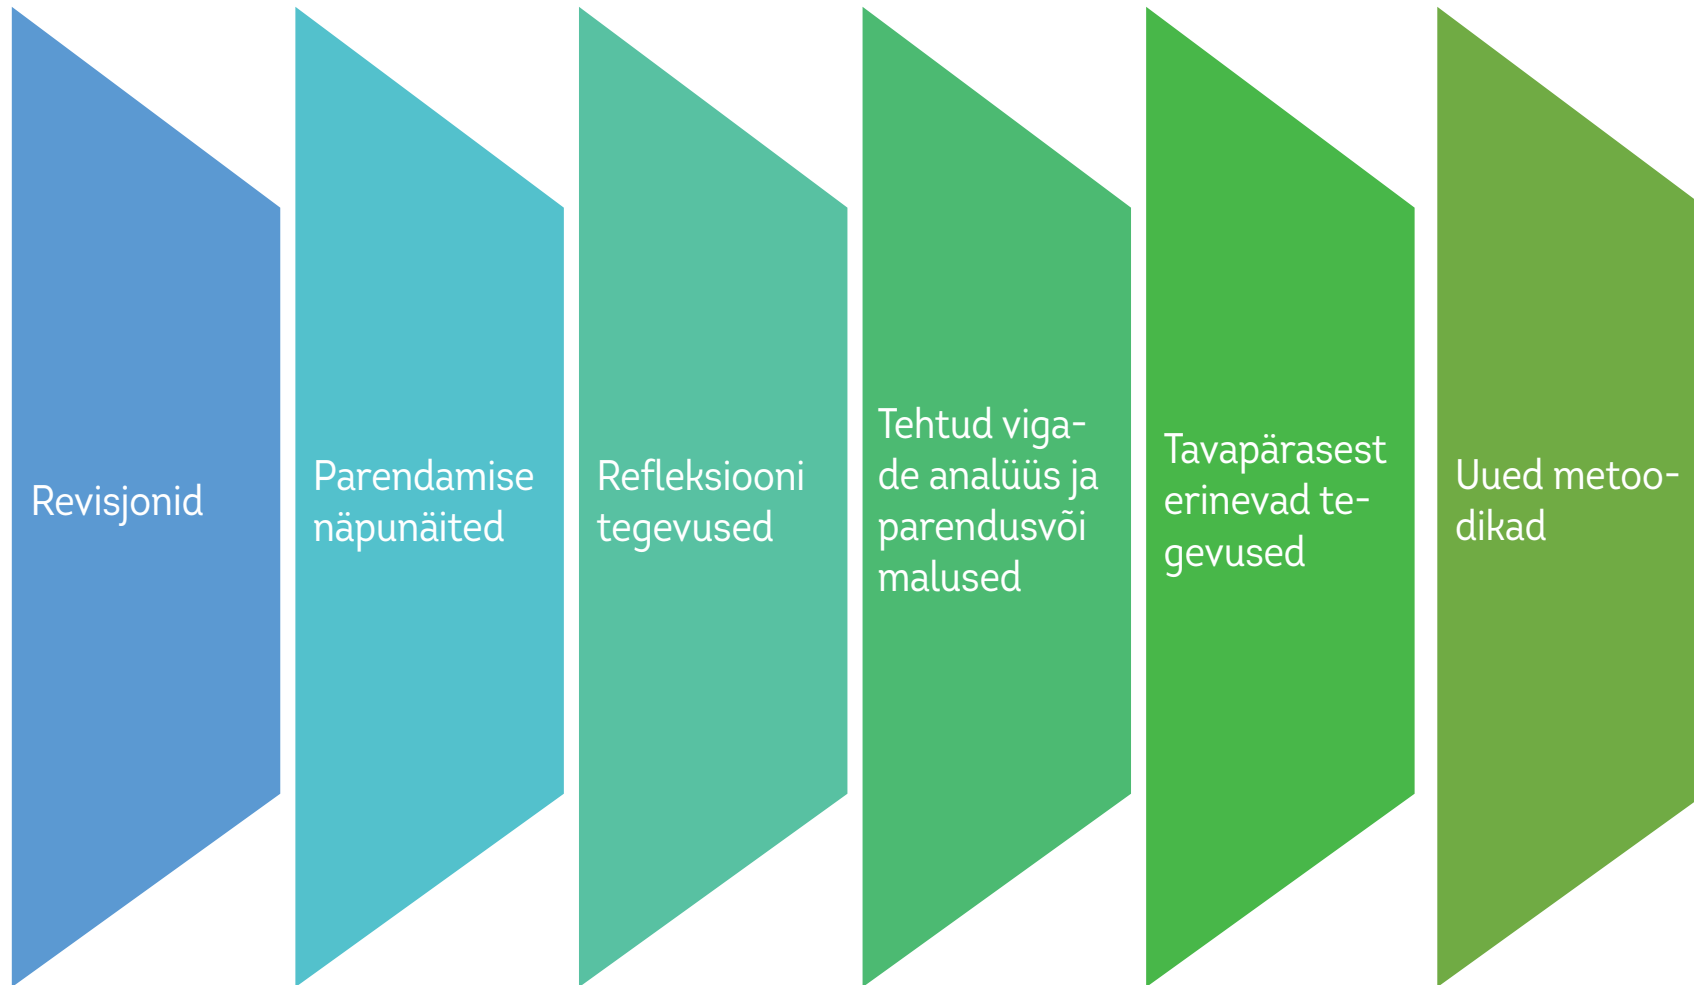 Revisjonid
Parendamise
näpunäited
Refleksiooni
tegevused
Tehtud viga-
de analüüs ja
parendusvõi
malused
Tavapärasest
erinevad te-
gevused
Uued metoo-
dikad